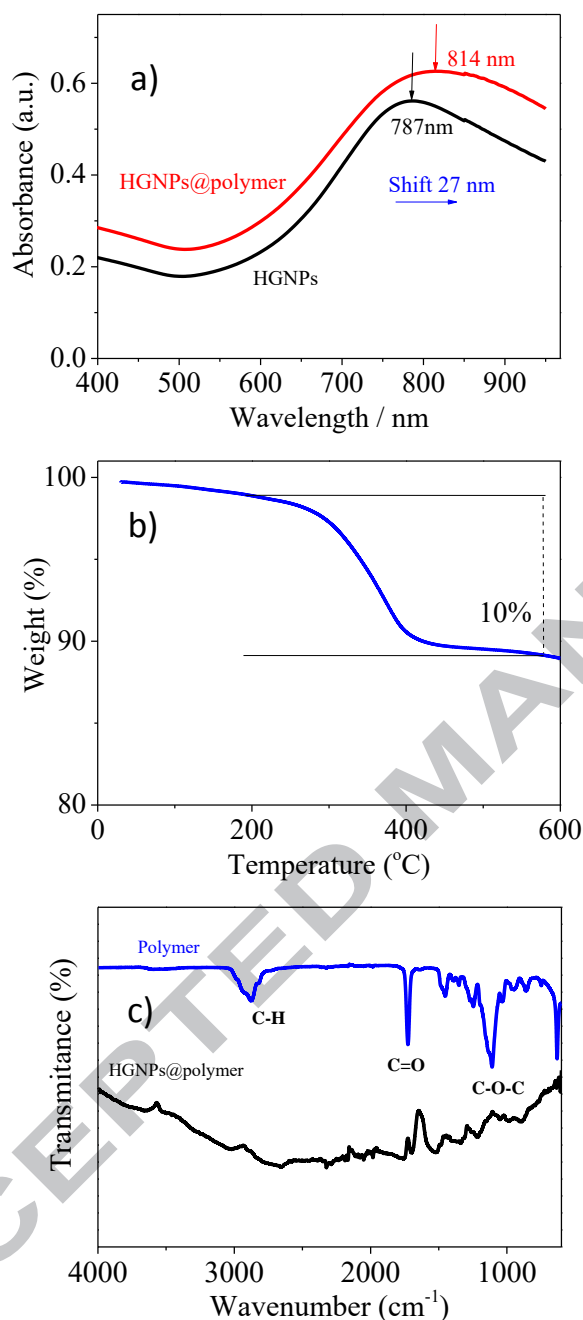 a)
814 nm
787nm
HGNPs@polymer
Shift 27 nm
HGNPs
Absorbance (a.u.)
0.6
0.4
0.2
0.0
400 500 600 700 800 900
Wavelength / nm
b)
10%
Weight (%)
100
90
80
0 200 400 600
Temperature (°C)
c)
Polymer
C-H
C=O
C-O-C
HGNPs@polymer
Transmitance (%)
4000 3000 2000 1000
Wavenumber (cm⁻¹)
CEPTED MAN